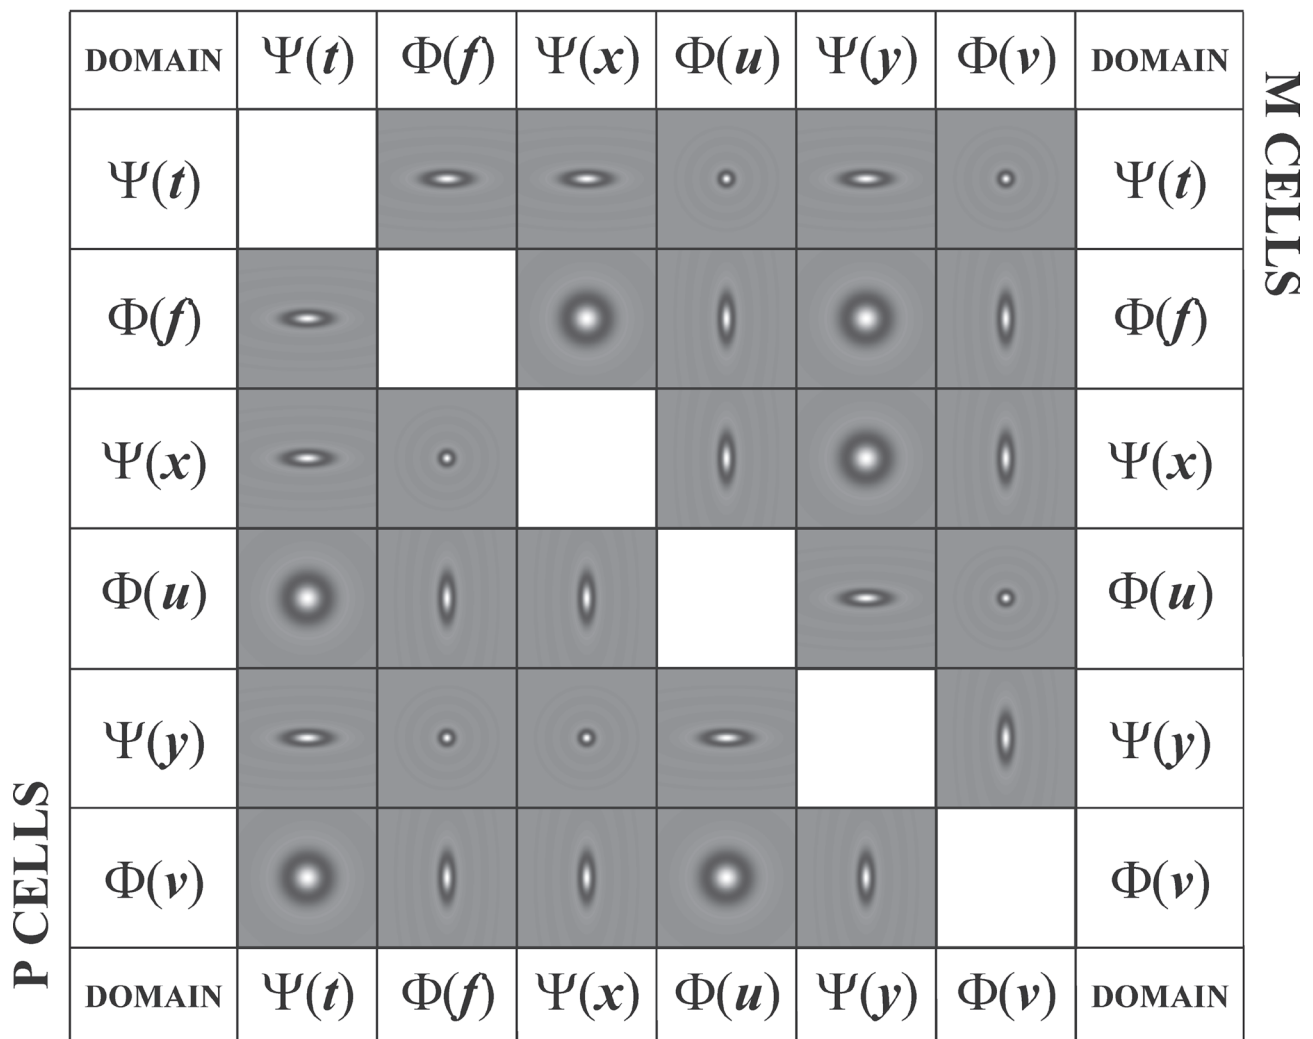 DOMAIN Ψ(t) Φ(f) Ψ(x) Φ(u) Ψ(y) Φ(v) DOMAIN
M CELLS
Ψ(t) Ψ(t)
Φ(f) Φ(f)
Ψ(x) Ψ(x)
Φ(u) Φ(u)
Ψ(y) Ψ(y)
P CELLS
Φ(v) Φ(v)
DOMAIN Ψ(t) Φ(f) Ψ(x) Φ(u) Ψ(y) Φ(v) DOMAIN